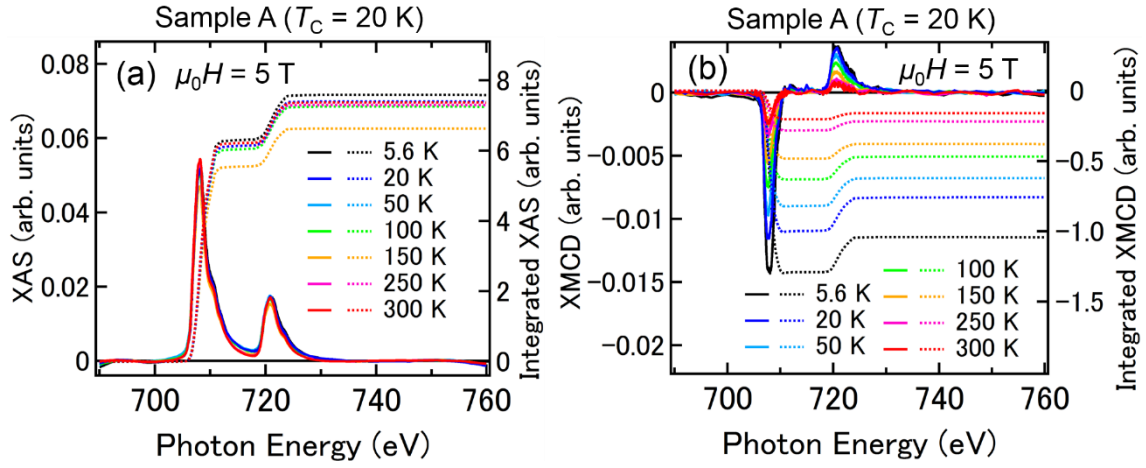 Sample A (TC = 20 K)
(a) μ0H = 5 T
XAS (arb. units)
0.08
0.06
0.04
0.02
0
Integrated XAS (arb. units)
8
6
4
2
0
5.6 K
20 K
50 K
100 K
150 K
250 K
300 K
700 720 740 760
Photon Energy (eV)
Sample A (TC = 20 K)
(b) μ0H = 5 T
XMCD (arb. units)
0
−0.005
−0.01
−0.015
−0.02
Integrated XMCD (arb. units)
0
−0.5
−1.0
−1.5
5.6 K
20 K
50 K
100 K
150 K
250 K
300 K
700 720 740 760
Photon Energy (eV)